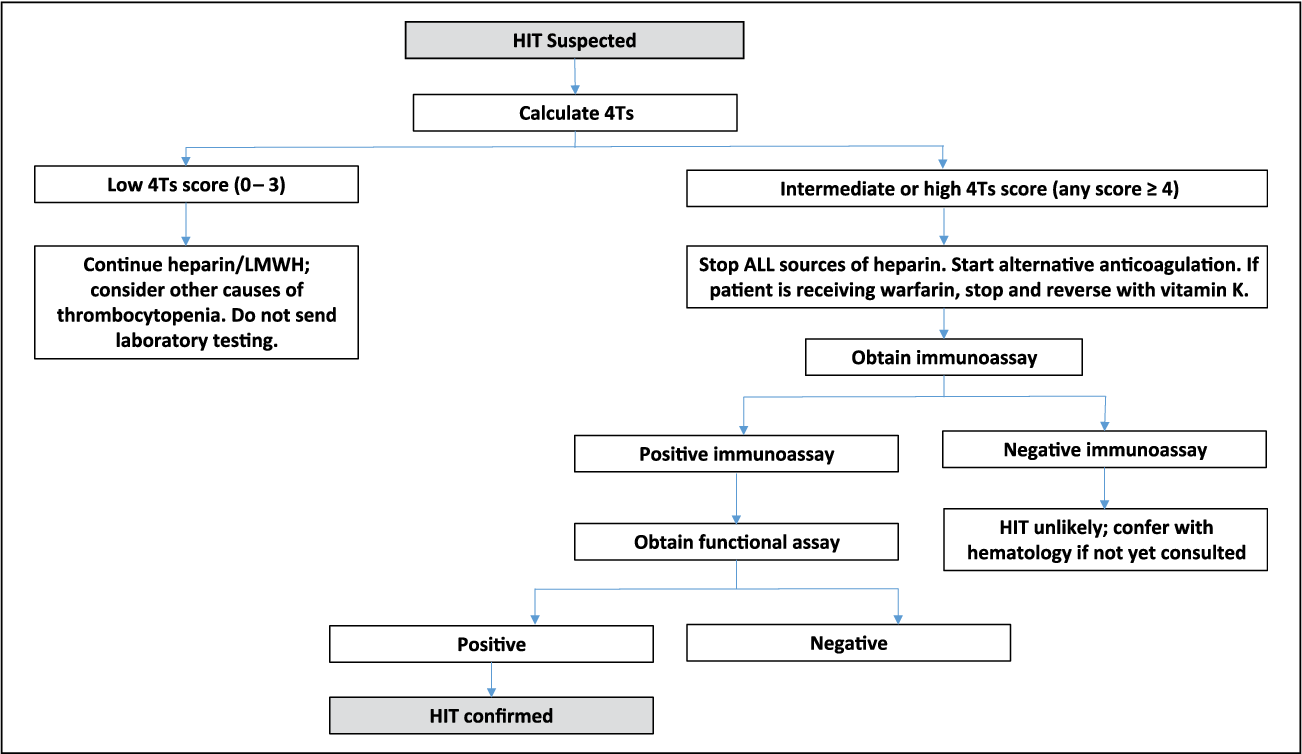 HIT Suspected
Calculate 4Ts
Low 4Ts score (0 – 3)
Continue heparin/LMWH;
consider other causes of
thrombocytopenia. Do not send
laboratory testing.
Intermediate or high 4Ts score (any score ≥ 4)
Stop ALL sources of heparin. Start alternative anticoagulation. If
patient is receiving warfarin, stop and reverse with vitamin K.
Obtain immunoassay
Positive immunoassay
Negative immunoassay
Obtain functional assay
HIT unlikely; confer with
hematology if not yet consulted
Positive
Negative
HIT confirmed